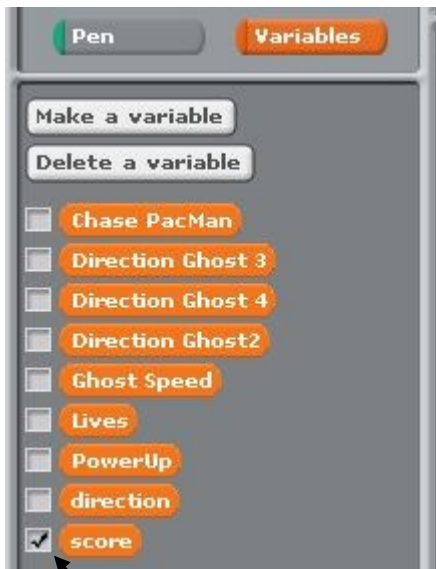 Pen Variables
Make a variable
Delete a variable
Chase PacMan
Direction Ghost 3
Direction Ghost 4
Direction Ghost2
Ghost Speed
Lives
PowerUp
direction
score